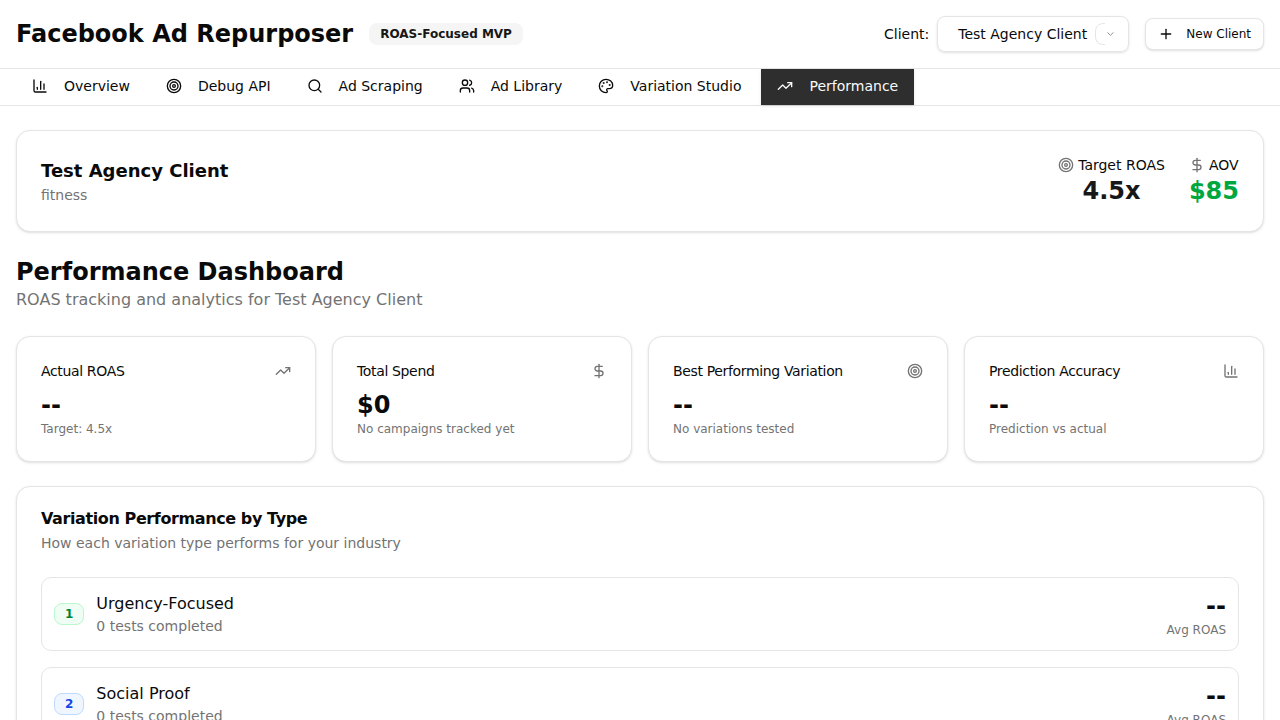 Facebook Ad Repurposer
ROAS-Focused MVP
Client:
Test Agency Client
New Client
Overview
Debug API
Ad Scraping
Ad Library
Variation Studio
Performance
Test Agency Client
fitness
Target ROAS
4.5x
AOV
$85
Performance Dashboard
ROAS tracking and analytics for Test Agency Client
Actual ROAS
--
Target: 4.5x
Total Spend
$0
No campaigns tracked yet
Best Performing Variation
--
No variations tested
Prediction Accuracy
--
Prediction vs actual
Variation Performance by Type
How each variation type performs for your industry
1
Urgency-Focused
0 tests completed
--
Avg ROAS
2
Social Proof
0 tests completed
--
Avg ROAS